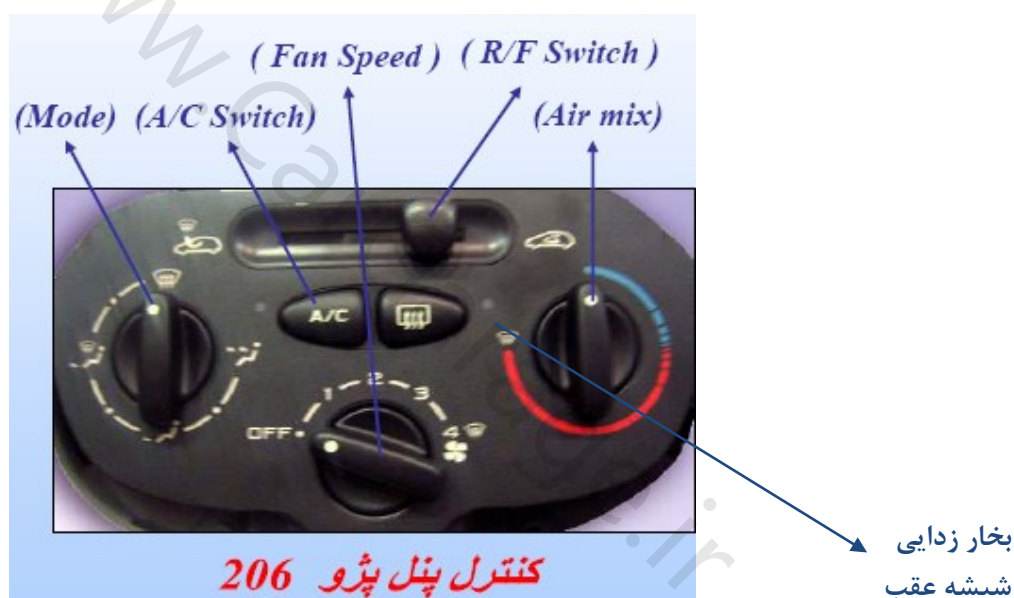 ( Fan Speed ) ( R/F Switch )
(Mode) (A/C Switch) (Air mix)
A/C
1 2 3 4
OFF
بخار زدایی
شیشه عقب
کنترل پنل پژو 206